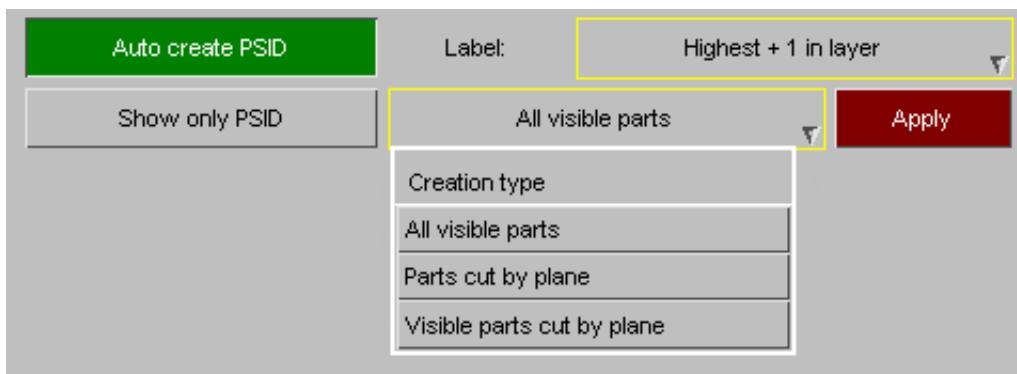 Auto create PSID Label: Highest + 1 in layer
Show only PSID All visible parts Apply
Creation type
All visible parts
Parts cut by plane
Visible parts cut by plane